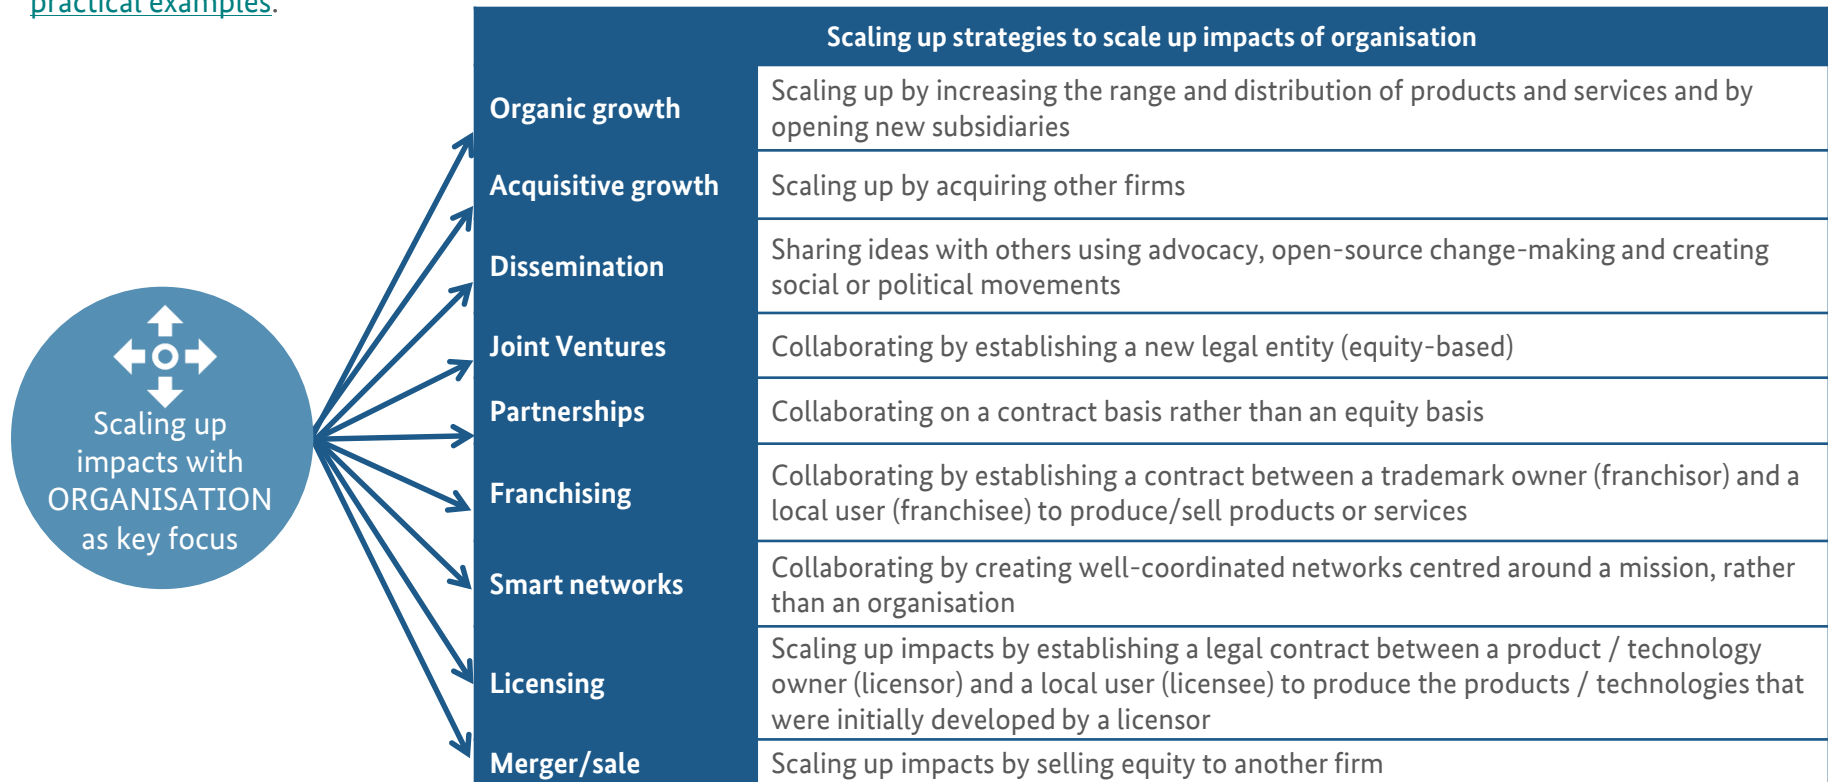 practical examples.
Scaling up strategies to scale up impacts of organisation
Organic growth
Scaling up by increasing the range and distribution of products and services and by
opening new subsidiaries
Acquisitive growth
Scaling up by acquiring other firms
Dissemination
Sharing ideas with others using advocacy, open-source change-making and creating
social or political movements
Joint Ventures
Collaborating by establishing a new legal entity (equity-based)
Partnerships
Collaborating on a contract basis rather than an equity basis
Franchising
Collaborating by establishing a contract between a trademark owner (franchisor) and a
local user (franchisee) to produce/sell products or services
Smart networks
Collaborating by creating well-coordinated networks centred around a mission, rather
than an organisation
Licensing
Scaling up impacts by establishing a legal contract between a product / technology
owner (licensor) and a local user (licensee) to produce the products / technologies that
were initially developed by a licensor
Merger/sale
Scaling up impacts by selling equity to another firm
Scaling up
impacts with
ORGANISATION
as key focus